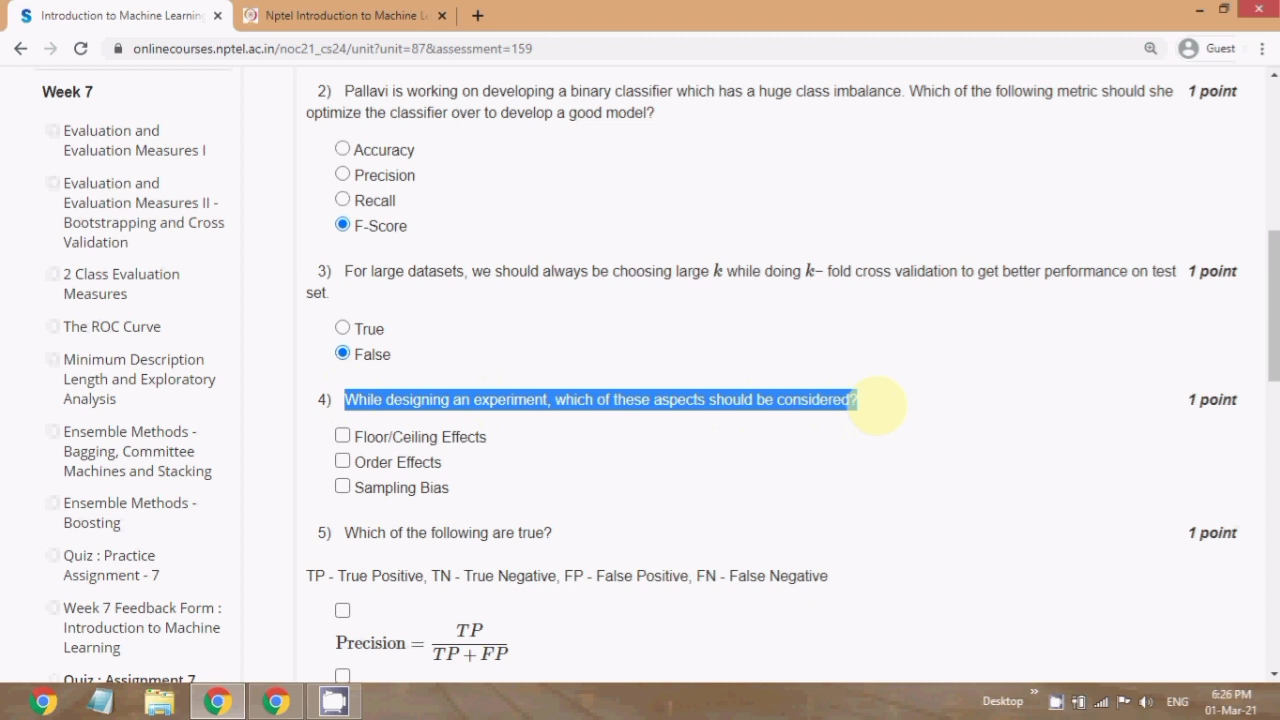 Introduction to Machine Learning
Nptel Introduction to Machine Le
onlinecourses.nptel.ac.in/noc21_cs24/unit?unit=87&assessment=159
Guest
Week 7
Evaluation and
Evaluation Measures I
Evaluation and
Evaluation Measures II -
Bootstrapping and Cross
Validation
2 Class Evaluation
Measures
The ROC Curve
Minimum Description
Length and Exploratory
Analysis
Ensemble Methods -
Bagging, Committee
Machines and Stacking
Ensemble Methods -
Boosting
Quiz : Practice
Assignment - 7
Week 7 Feedback Form :
Introduction to Machine
Learning
Quiz : Assignment 7
2) Pallavi is working on developing a binary classifier which has a huge class imbalance. Which of the following metric should she 1 point
optimize the classifier over to develop a good model?
Accuracy
Precision
Recall
F-Score
3) For large datasets, we should always be choosing large k while doing k− fold cross validation to get better performance on test 1 point
set.
True
False
4) While designing an experiment, which of these aspects should be considered? 1 point
Floor/Ceiling Effects
Order Effects
Sampling Bias
5) Which of the following are true? 1 point
TP - True Positive, TN - True Negative, FP - False Positive, FN - False Negative
Precision = TP / TP + FP
Desktop
ENG
6:26 PM
01-Mar-21